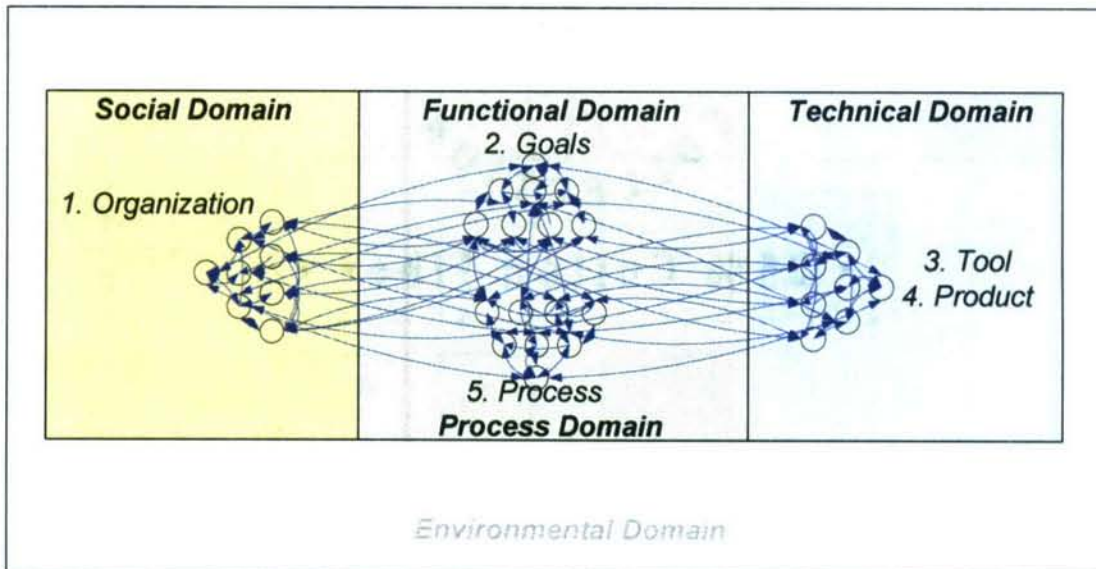 Social Domain
Functional Domain
Technical Domain
2. Goals
1. Organization
3. Tool
4. Product
5. Process
Process Domain
Environmental Domain